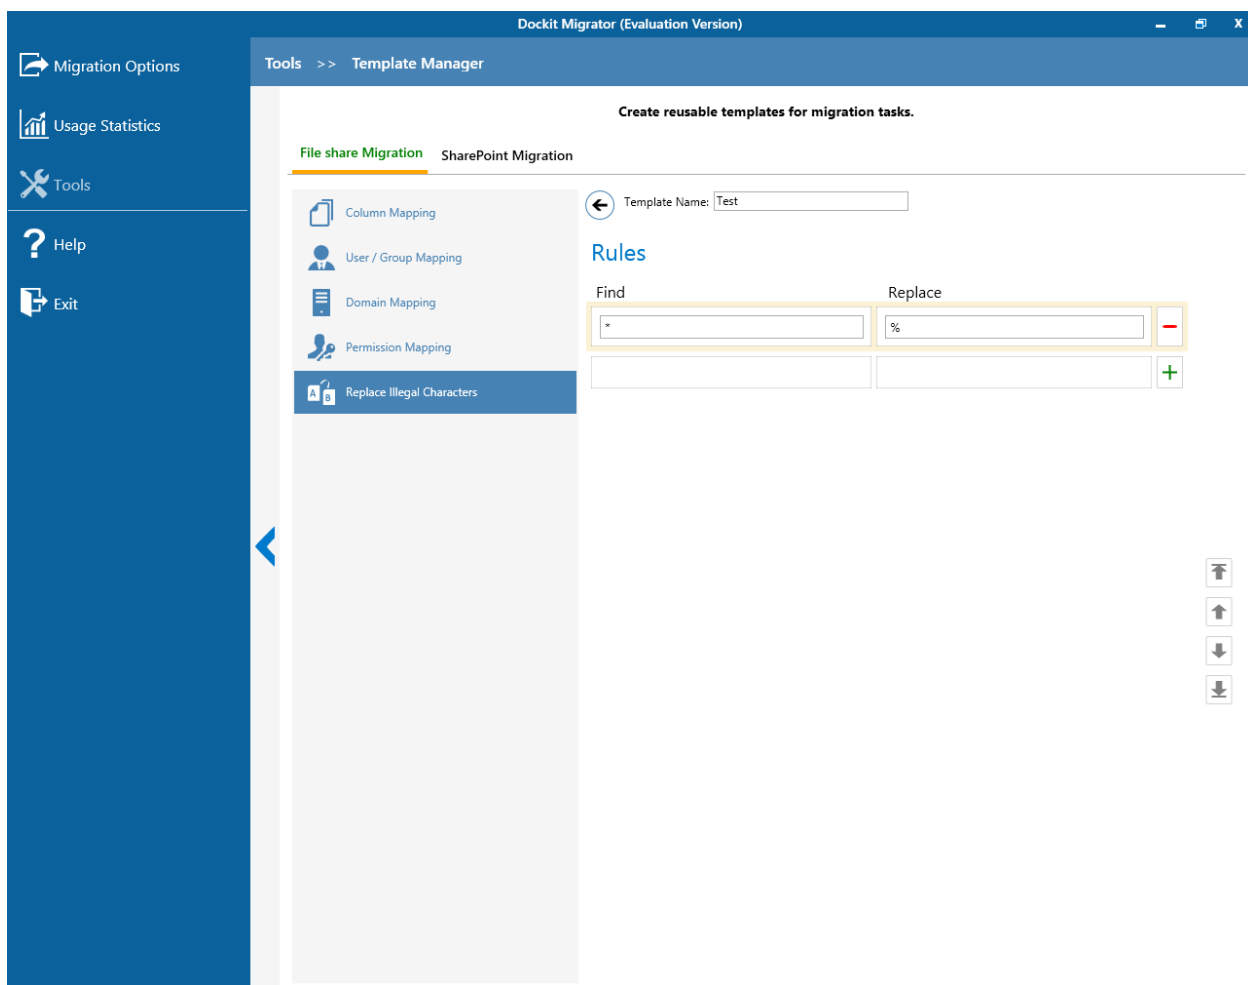 Dockit Migrator (Evaluation Version)
X
Migration Options
Usage Statistics
Tools
? Help
Exit
Tools >> Template Manager
Create reusable templates for migration tasks.
File share Migration SharePoint Migration
Column Mapping
User / Group Mapping
Domain Mapping
Permission Mapping
A B Replace Illegal Characters
Template Name: Test
Rules
Find Replace
* %